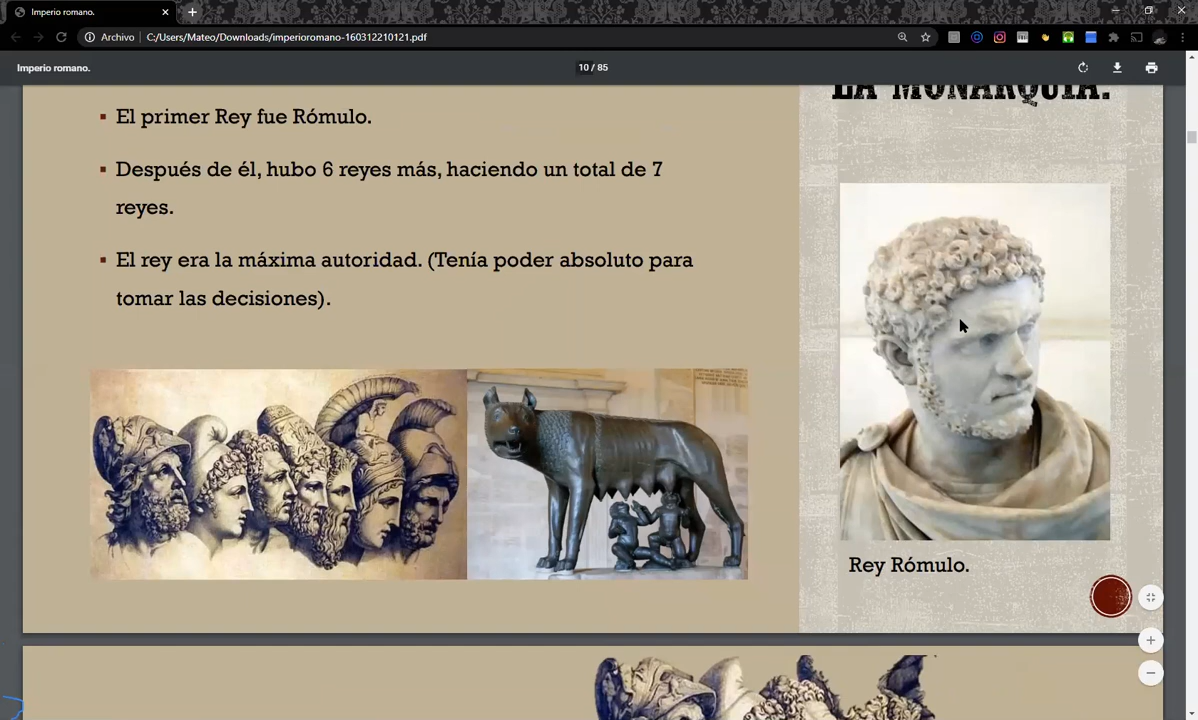 Imperio romano.
Archivo | C:/Users/Mateo/Downloads/imperioromano-160312210121.pdf
Imperio romano.
10 / 85
LA MONARQUÍA.
▪ El primer Rey fue Rómulo.
▪ Después de él, hubo 6 reyes más, haciendo un total de 7
reyes.
▪ El rey era la máxima autoridad. (Tenía poder absoluto para
tomar las decisiones).
Rey Rómulo.